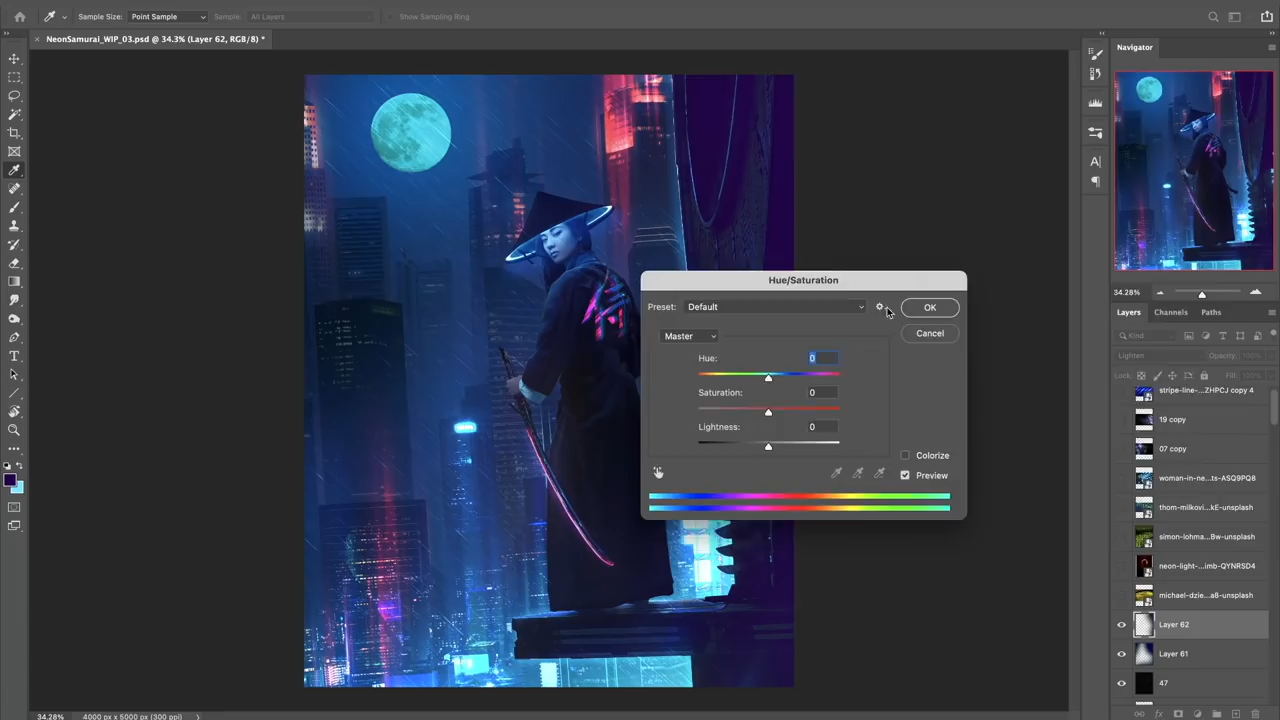 Sample Size: Point Sample Sample: All Layers Show Sampling Ring
× NeonSamurai_WIP_03.psd @ 34.3% (Layer 62, RGB/8) *
Navigator
34.28%
Layers Channels Paths
Kind
Lighten Opacity: 100%
Lock: Fill: 100%
stripe-line-...ZHPCJ copy 4
19 copy
07 copy
woman-in-ne...ts-ASQ9PQ8
thom-milkovi...kE-unsplash
simon-lohma...Bw-unsplash
neon-light-...imb-QYNRSD4
michael-dzie...a8-unsplash
Layer 62
Layer 61
47
Hue/Saturation
Preset: Default
OK
Cancel
Master
Hue: 0
Saturation: 0
Lightness: 0
Colorize
Preview
34.28% 4000 px x 5000 px (300 ppi)